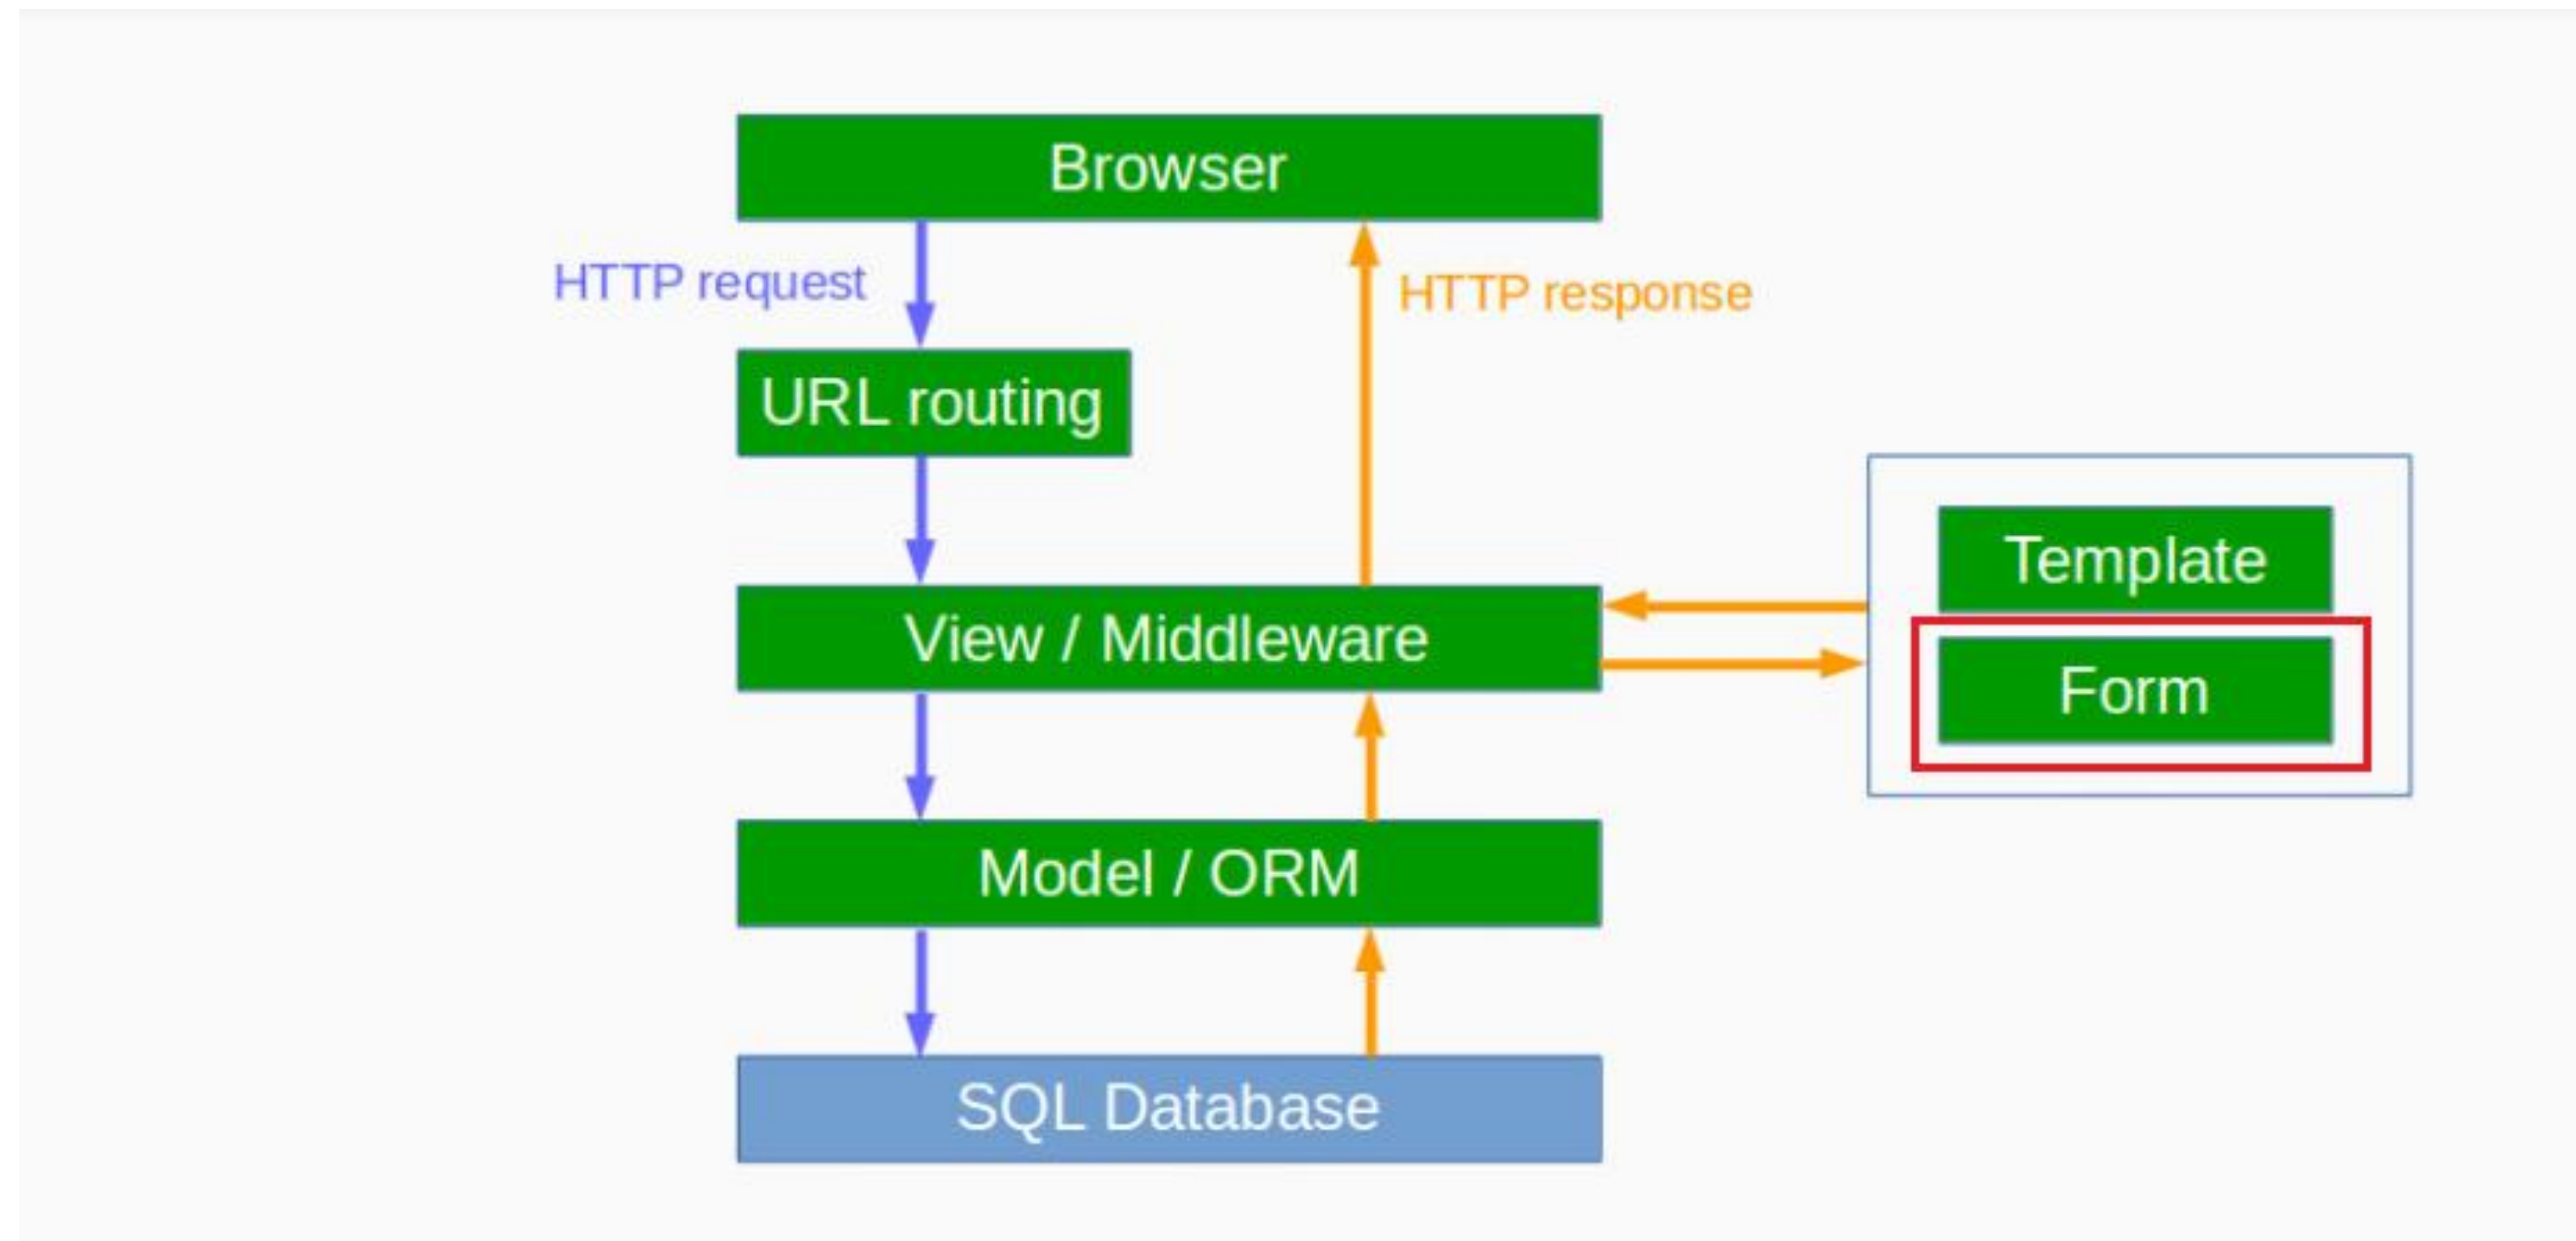 Browser
HTTP request
HTTP response
URL routing
Template
View / Middleware
Form
Model / ORM
SQL Database